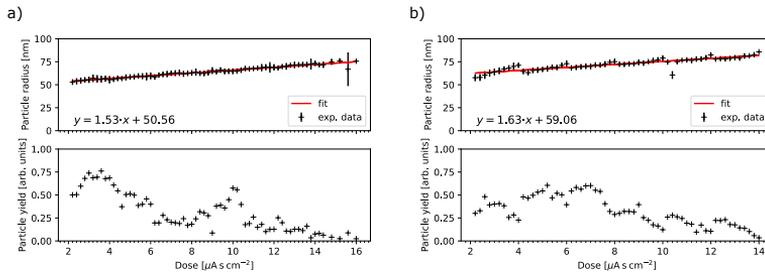 a)
b)
100
75
50
25
0
Particle radius [nm]
y = 1.53·x + 50.56
fit
exp, data
1.00
0.75
0.50
0.25
0.00
Particle yield [arb. units]
2 4 6 8 10 12 14 16
Dose [μA s cm⁻²]
100
75
50
25
0
Particle radius [nm]
y = 1.63·x + 59.06
fit
exp, data
1.00
0.75
0.50
0.25
0.00
Particle yield [arb. units]
2 4 6 8 10 12 14
Dose [μA s cm⁻²]